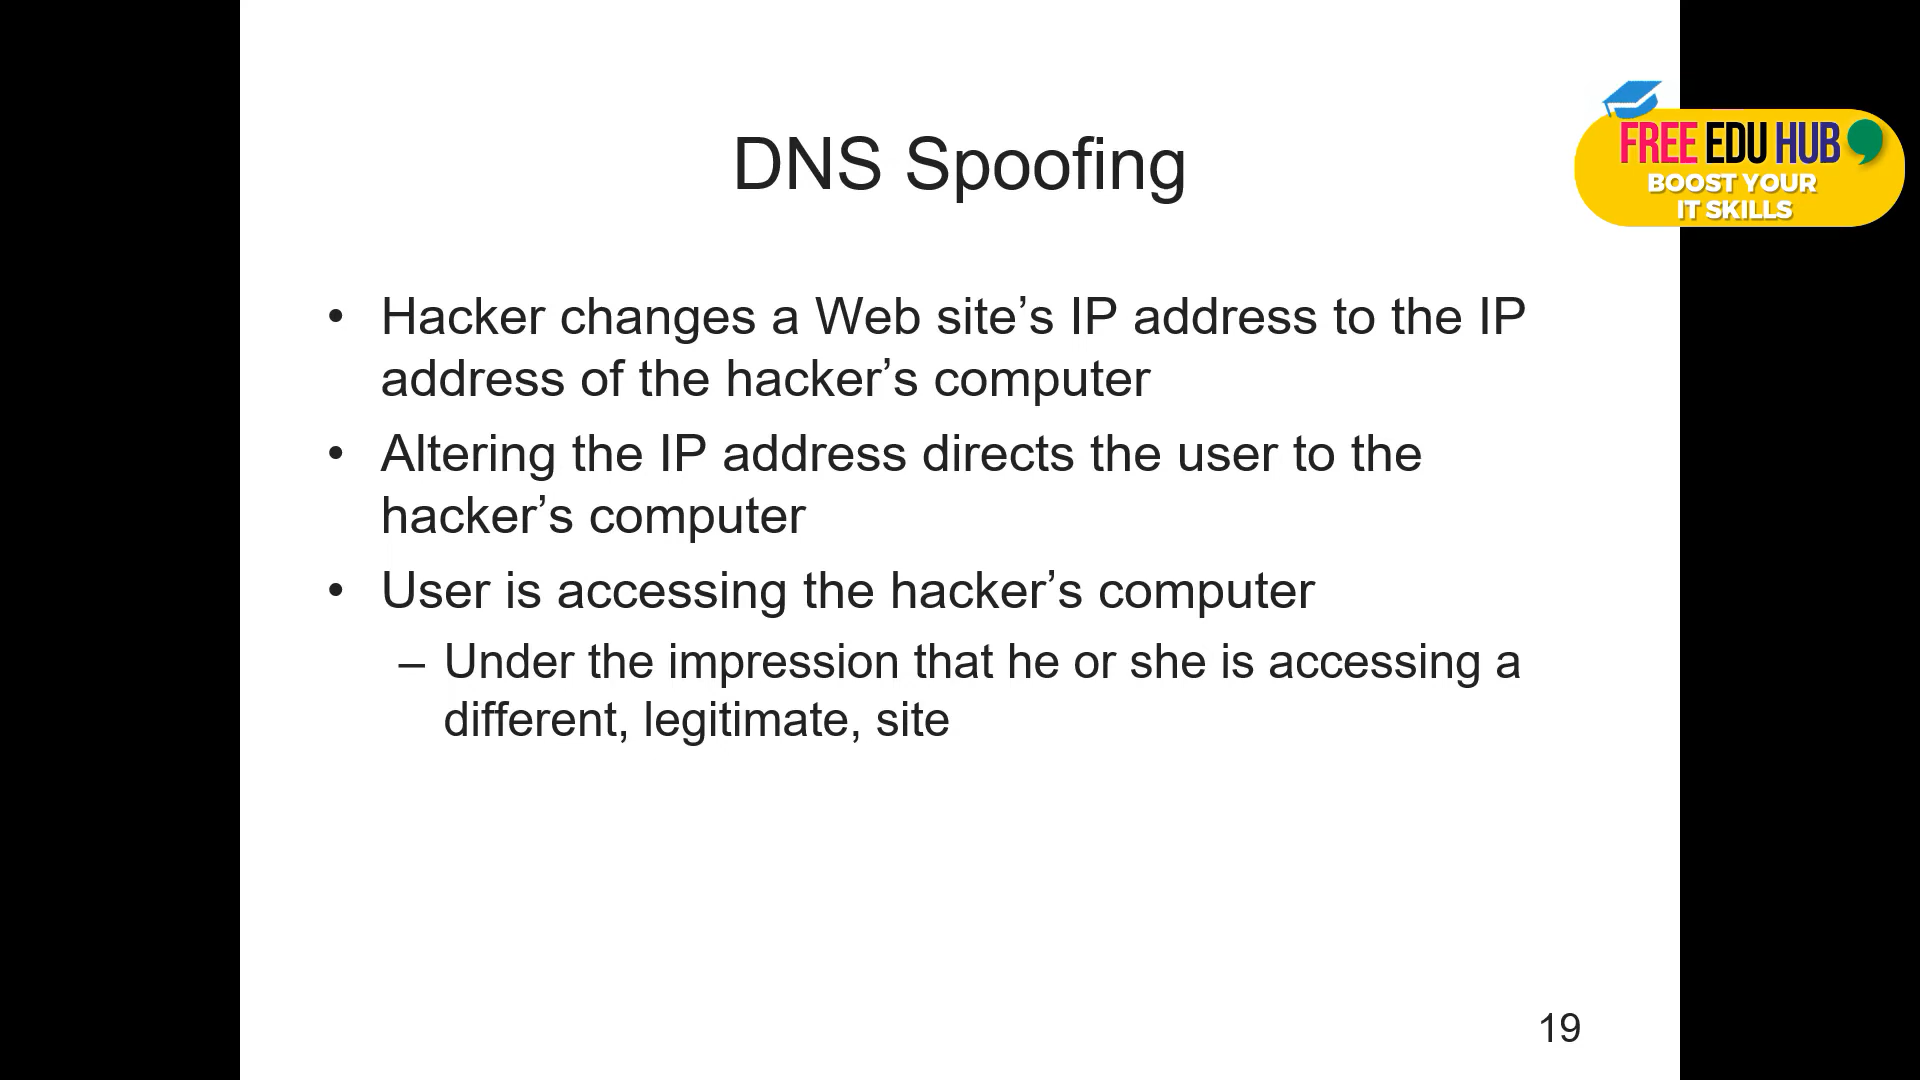 DNS Spoofing
FREE EDU HUB
BOOST YOUR
IT SKILLS
• Hacker changes a Web site’s IP address to the IP
address of the hacker’s computer
• Altering the IP address directs the user to the
hacker’s computer
• User is accessing the hacker’s computer
– Under the impression that he or she is accessing a
different, legitimate, site
19